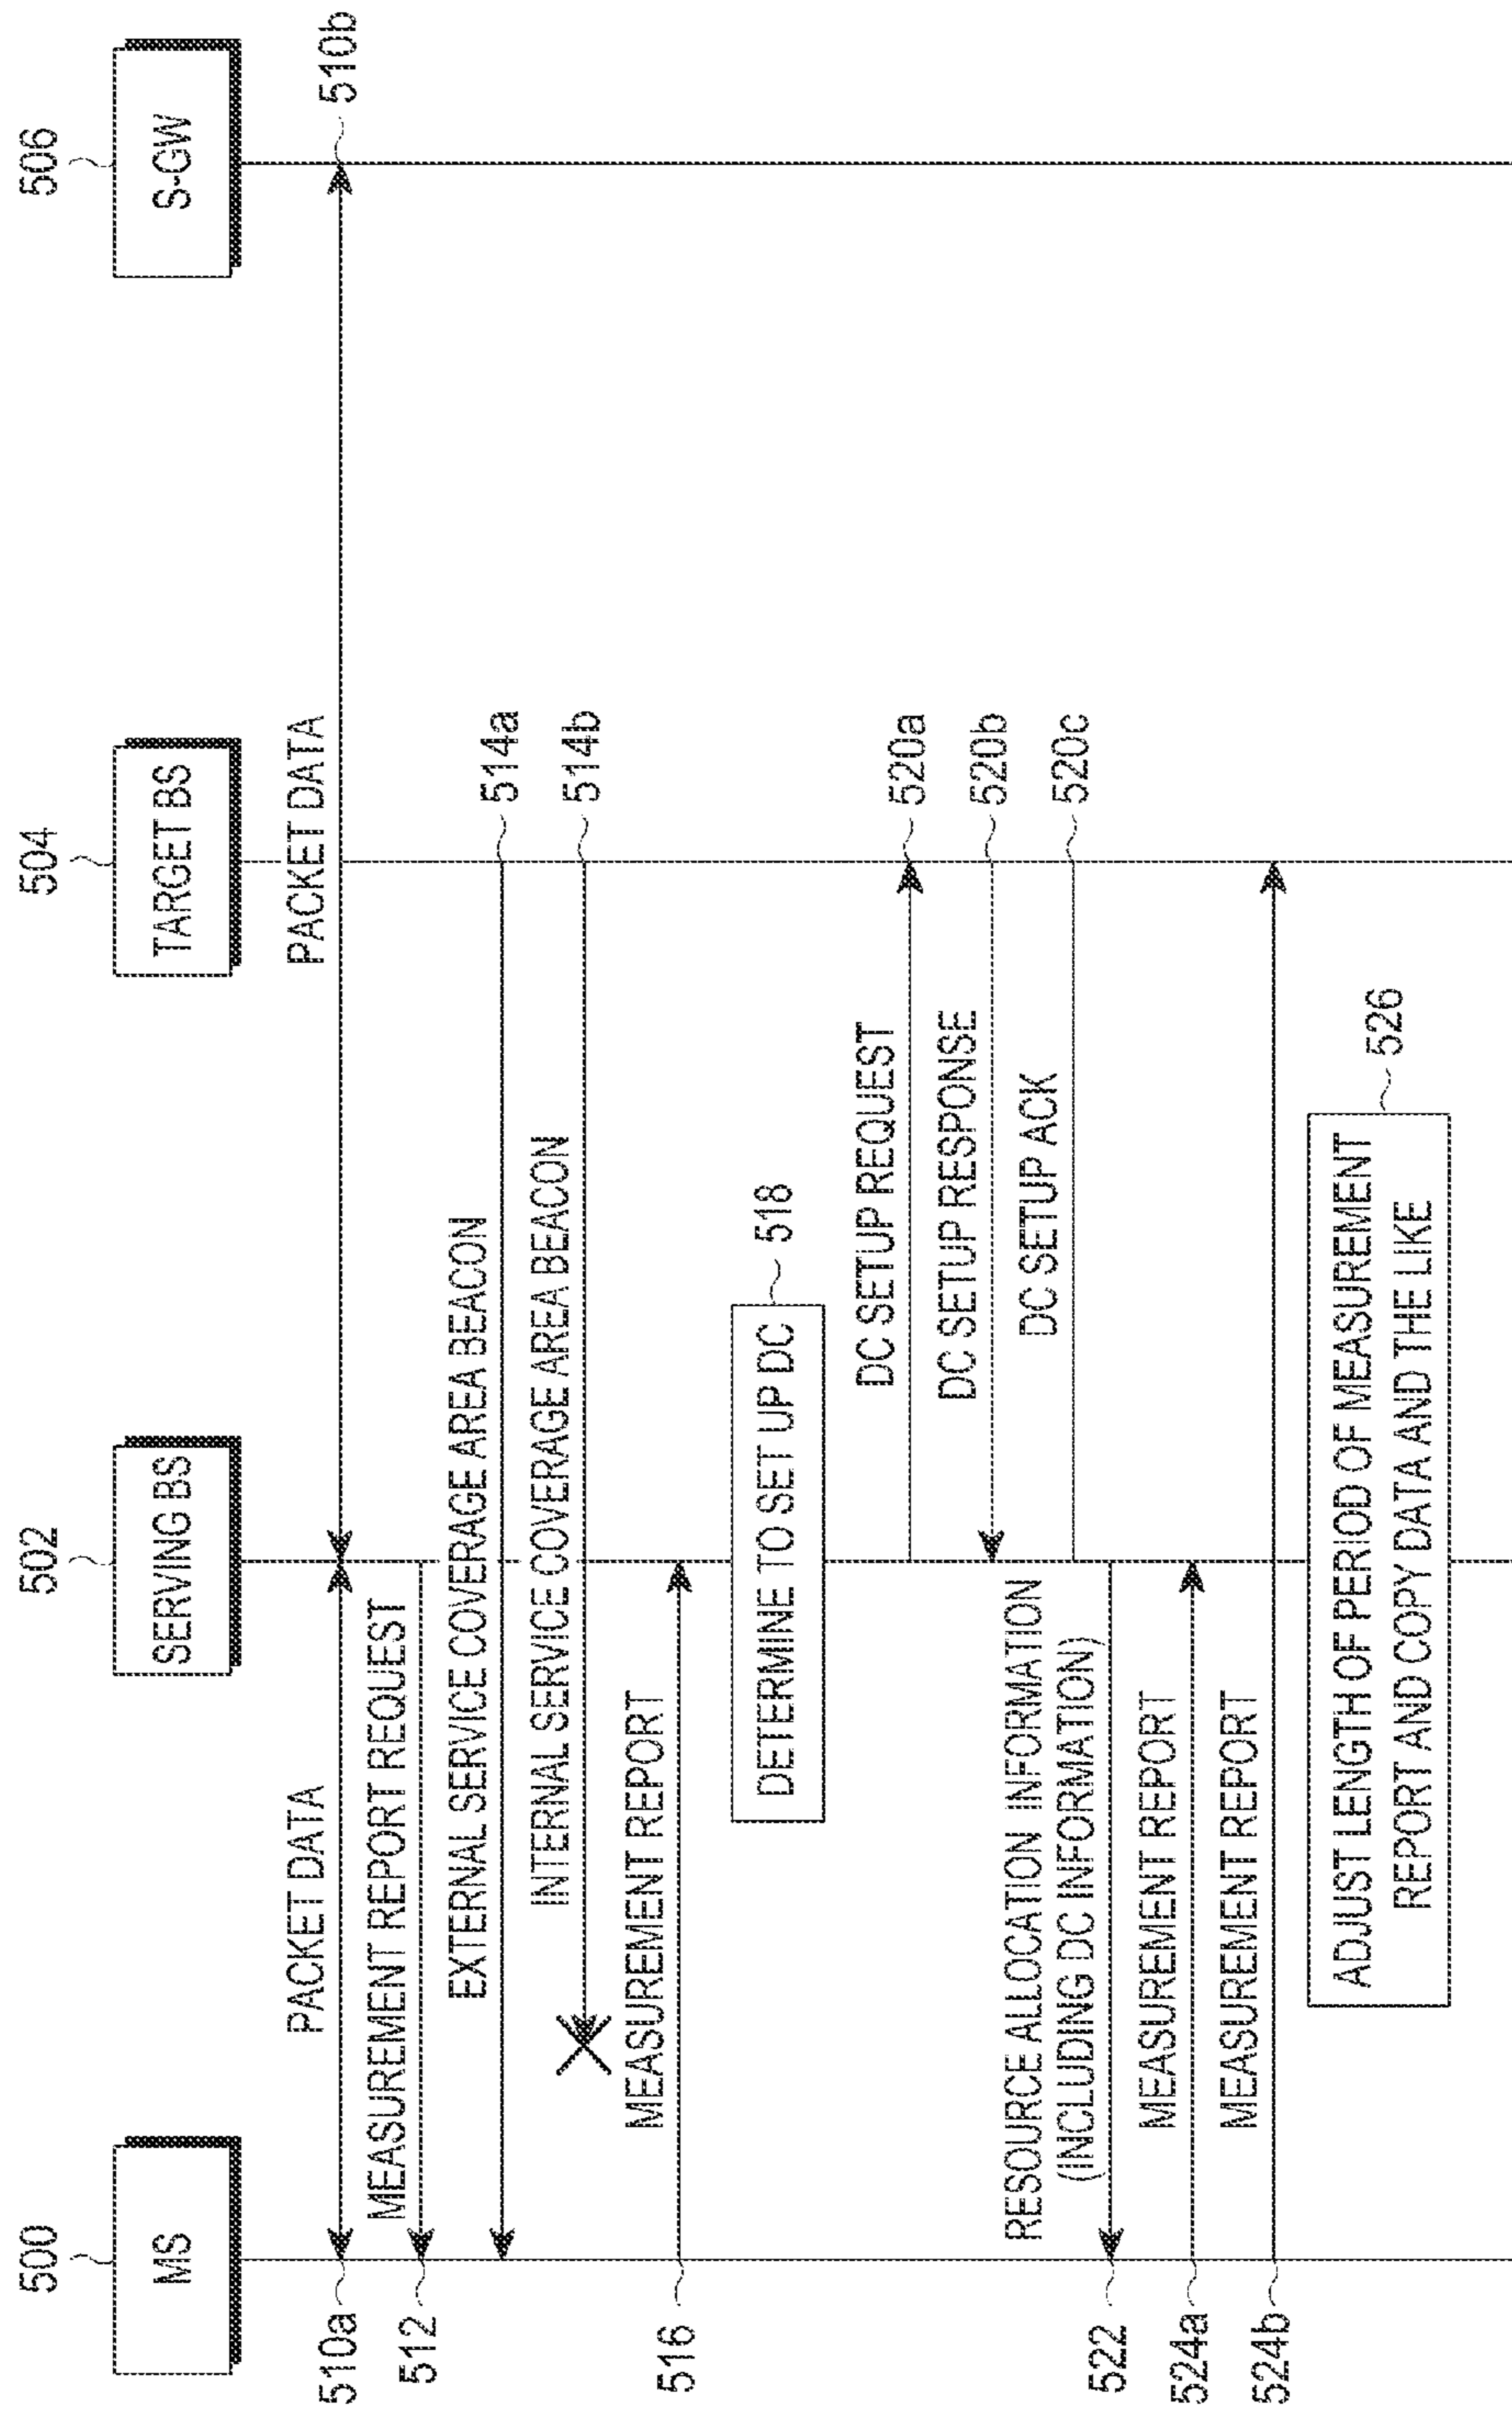 500
502
504
506
MS
SERVING BS
TARGET BS
S-GW
PACKET DATA
PACKET DATA
510a
510b
MEASUREMENT REPORT REQUEST
512
EXTERNAL SERVICE COVERAGE AREA BEACON
514a
INTERNAL SERVICE COVERAGE AREA BEACON
514b
MEASUREMENT REPORT
516
DETERMINE TO SET UP DC
518
DC SETUP REQUEST
520a
DC SETUP RESPONSE
520b
DC SETUP ACK
520c
RESOURCE ALLOCATION INFORMATION
(INCLUDING DC INFORMATION)
522
MEASUREMENT REPORT
524a
MEASUREMENT REPORT
524b
ADJUST LENGTH OF PERIOD OF MEASUREMENT
REPORT AND COPY DATA AND THE LIKE
526